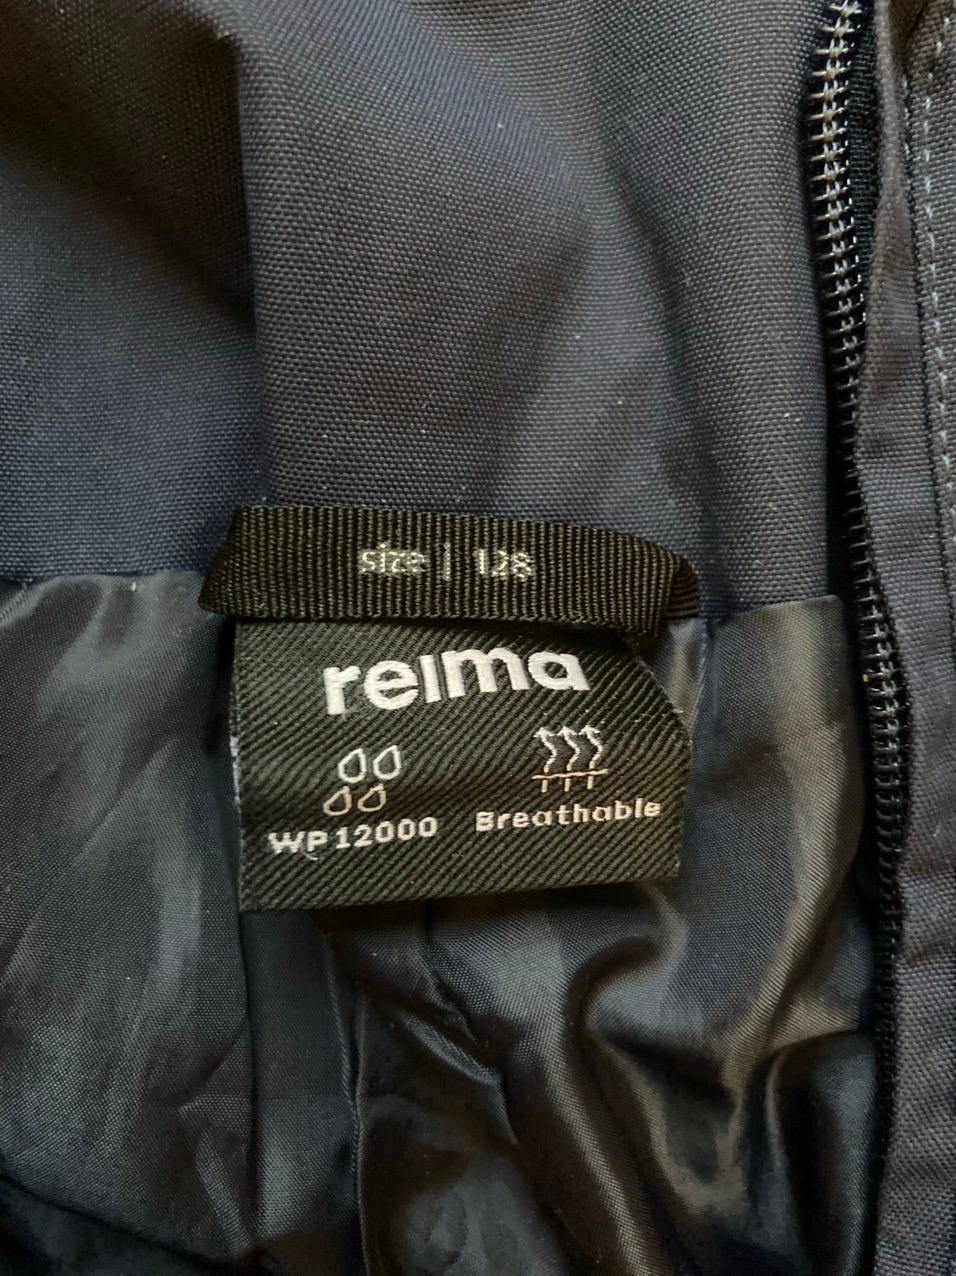 size | 128
reima
WP 12000
Breathable